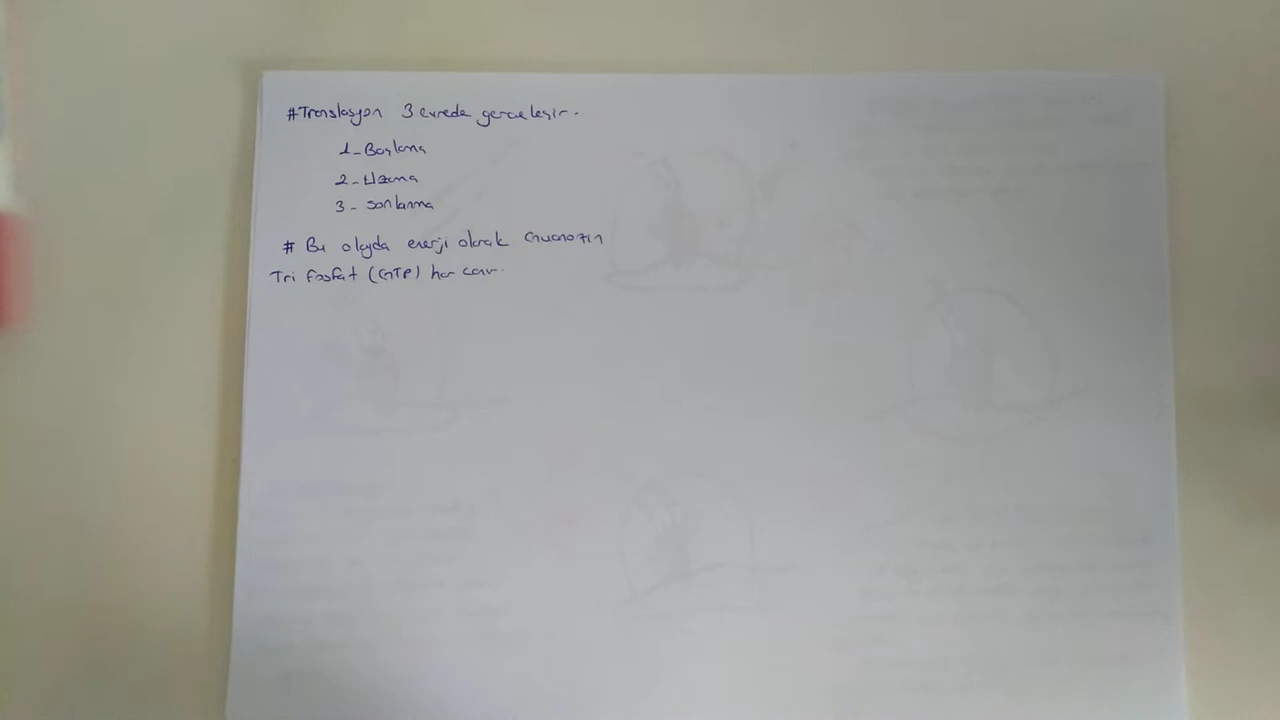 #Translasyon 3 evrede gerçekleşir.
1-Başlama
2-Uzama
3-Sonlanma
# Bu olayda enerji olarak Guanozin
Tri fosfat (GTP) harcanır.